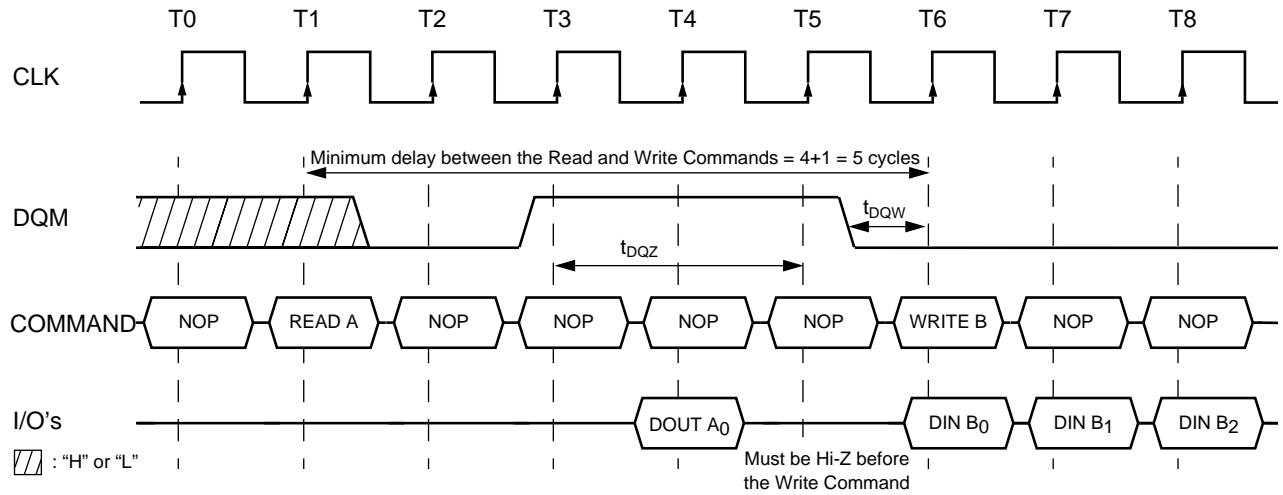 T0 T1 T2 T3 T4 T5 T6 T7 T8
CLK
Minimum delay between the Read and Write Commands = 4+1 = 5 cycles
DQM
tDQW
tDQZ
COMMAND NOP READ A NOP NOP NOP NOP WRITE B NOP NOP
I/O's DOUT A0 DIN B0 DIN B1 DIN B2
: “H” or “L”
Must be Hi-Z before
the Write Command